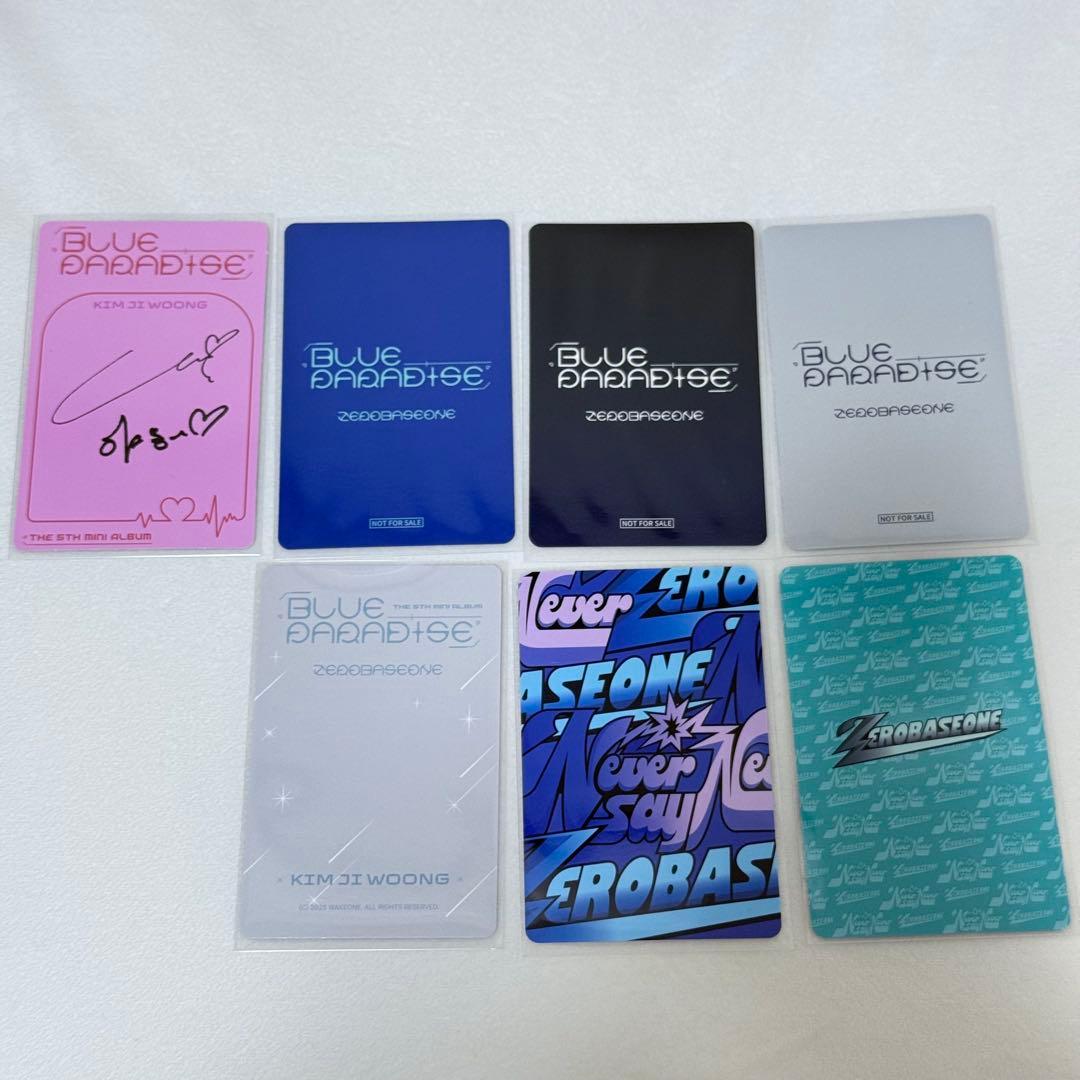 BLUE
PARADISE
KIM JI WOONG
THE 5TH MINI ALBUM
BLUE
PARADISE
ZEROBASEONE
NOT FOR SALE
BLUE
PARADISE
ZEROBASEONE
NOT FOR SALE
BLUE
PARADISE
ZEROBASEONE
NOT FOR SALE
BLUE THE 5TH MINI ALBUM
PARADISE
ZEROBASEONE
KIM JI WOONG
(C) 2025 WAKEONE. ALL RIGHTS RESERVED.
Never ZERO
BASEONE
Never Ne
say
ZEROBASE
ZEROBASEONE